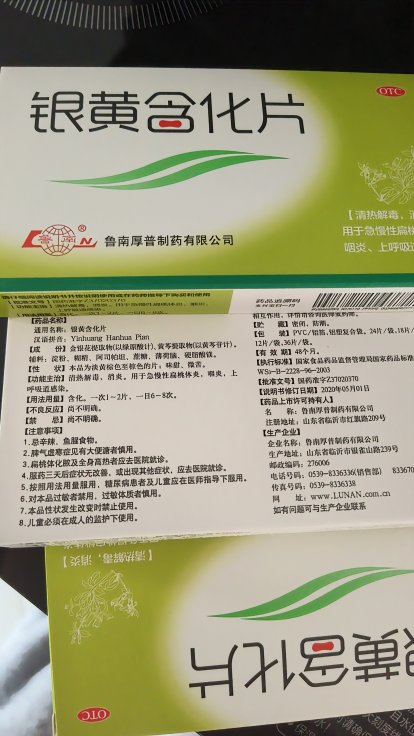 OTC
银黄含化片
鲁南
鲁南厚普制药有限公司
【清热解毒，
用于急慢性扁桃
咽炎、上呼吸道
药品追溯码
【药品名称】
通用名称：银黄含化片
汉语拼音：Yinhuang Hanhua Pian
【成 份】金银花提取物(以绿原酸计)、黄芩提取物(以黄芩苷计)。
辅料：淀粉、糊精、阿司帕坦、蔗糖、薄荷脑、硬脂酸镁。
【性 状】本品为淡黄棕色至棕色的片；味甜、微苦。
【功能主治】清热解毒、消炎。用于急慢性扁桃体炎，咽炎，上
呼吸道感染。
【用法用量】含化。一次1～2片，一日6～8次。
【不良反应】尚不明确。
【禁 忌】尚不明确。
【注意事项】
1.忌辛辣、鱼腥食物。
2.脾气虚寒症见有大便溏者慎用。
3.扁桃体化脓及全身高热者应去医院就诊。
4.服药三天后症状无改善，或出现其他症状，应去医院就诊。
5.按照用法用量服用，糖尿病患者及儿童应在医师指导下服用。
6.对本品过敏者禁用，过敏体质者慎用。
7.本品性状发生改变时禁止使用。
8.儿童必须在成人的监护下使用。
【贮 藏】密闭，防潮。
【包 装】PVC/铝箔,铝塑复合袋，24片/袋,18片/
12片/袋,36片/袋。
【有 效 期】48个月。
【执行标准】国家食品药品监督管理局国家药品标准
WS₃-B-2228-96-2003
【批准文号】国药准字Z37020370
【说明书修订日期】2020年05月01日
【药品上市许可持有人】
名 称：鲁南厚普制药有限公司
注册地址：山东省临沂市红旗路209号
【生产企业】
企业名称：鲁南厚普制药有限公司
生产地址：山东省临沂市银雀山路239号
邮政编码：276006
电话号码：0539-8336336(销售部) 83367
传真号码：0539-8336338
网 址：www.LUNAN.com.cn
如有问题可与生产企业联系
【清热解毒，消炎
银黄含化片
OTC